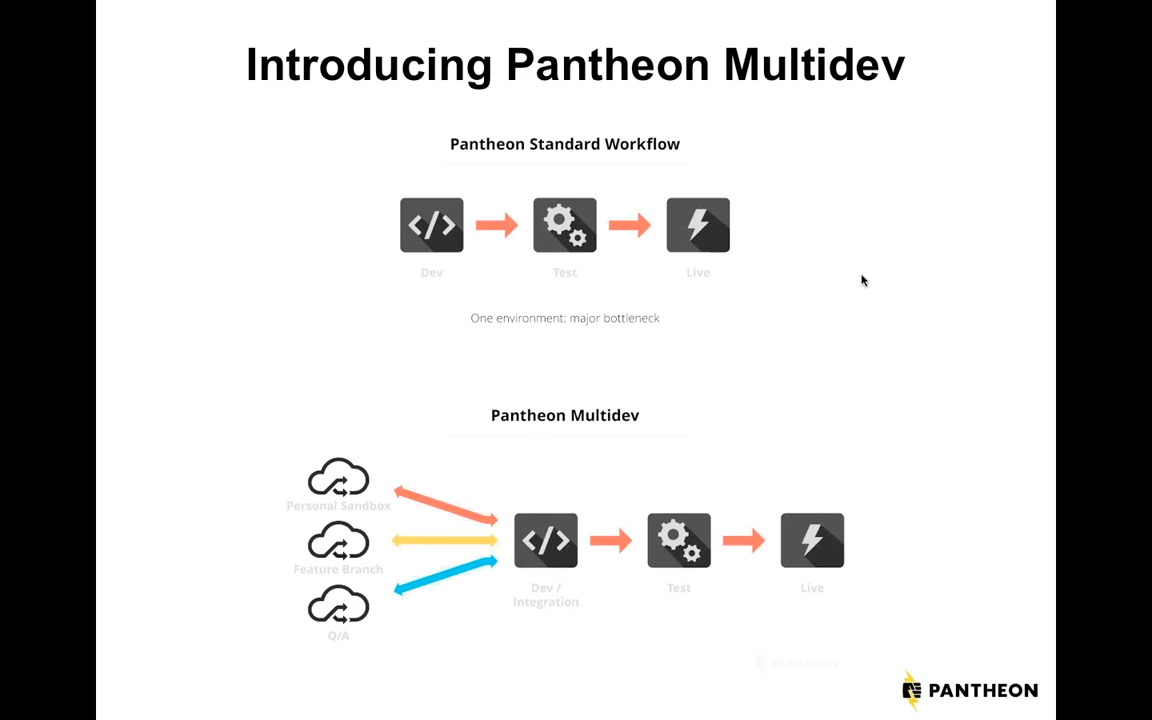 Introducing Pantheon Multidev
Pantheon Standard Workflow
</>
Dev
Test
Live
One environment: major bottleneck
Pantheon Multidev
Personal Sandbox
Feature Branch
Q/A
</>
Dev /
Integration
Test
Live
PANTHEON
PANTHEON